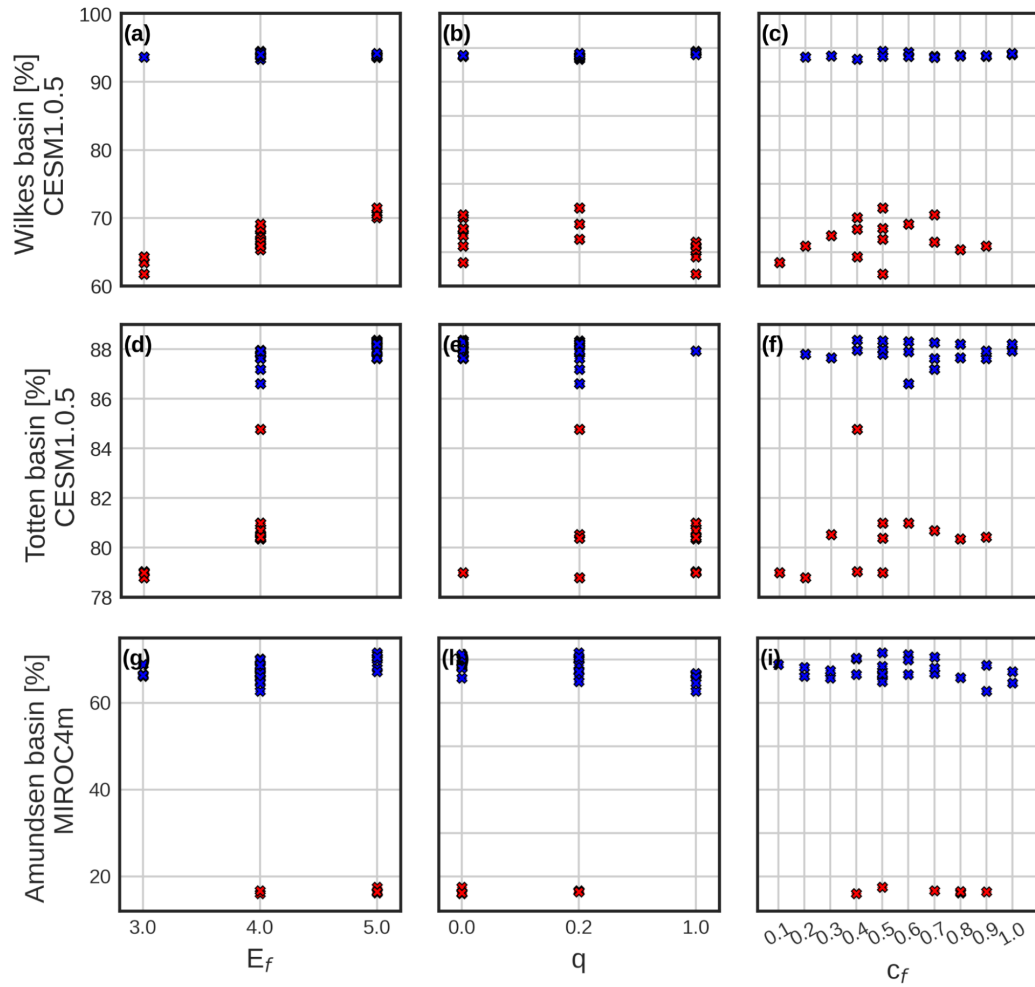 (a) (b) (c)
100
90
80
70
60
Wilkes basin [%]
CESM1.0.5
(d) (e) (f)
88
86
84
82
80
78
Totten basin [%]
CESM1.0.5
(g) (h) (i)
60
40
20
Amundsen basin [%]
MIROC4m
3.0 4.0 5.0
0.0 0.2 1.0
0.1 0.2 0.3 0.4 0.5 0.6 0.7 0.8 0.9 1.0
E_f q c_f